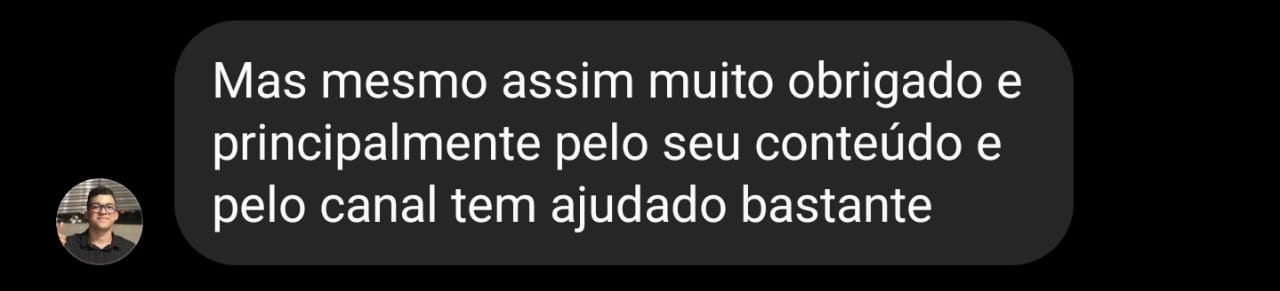 Mas mesmo assim muito obrigado e
principalmente pelo seu conteúdo e
pelo canal tem ajudado bastante